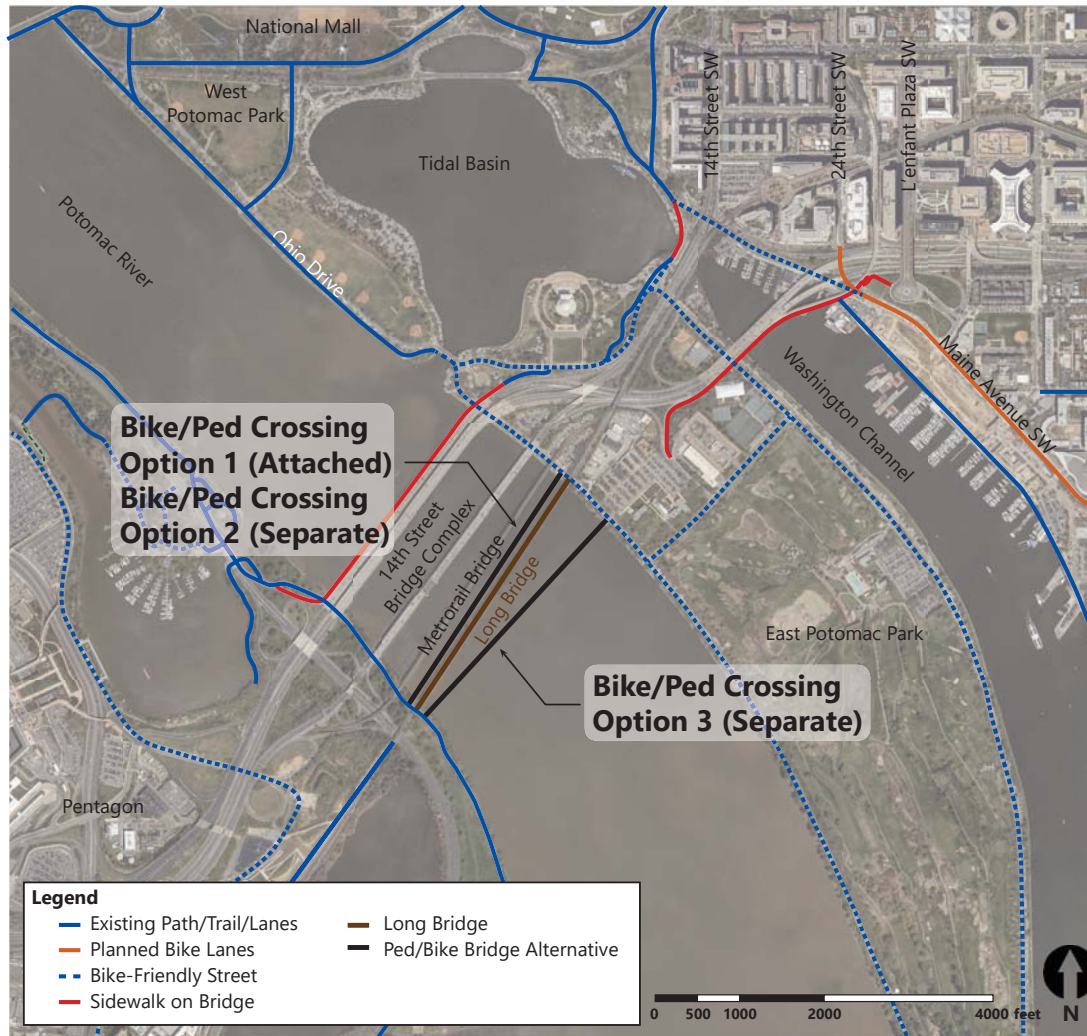 National Mall
West
Potomac Park
Tidal Basin
14th Street SW
24th Street SW
L'enfant Plaza SW
Potomac River
Ohio Drive
Washington Channel
Maine Avenue SW
Bike/Ped Crossing
Option 1 (Attached)
Bike/Ped Crossing
Option 2 (Separate)
14th Street
Bridge Complex
Metrorail Bridge
Long Bridge
East Potomac Park
Bike/Ped Crossing
Option 3 (Separate)
Pentagon
Legend
Existing Path/Trail/Lanes
Planned Bike Lanes
Bike-Friendly Street
Sidewalk on Bridge
Long Bridge
Ped/Bike Bridge Alternative
0 500 1000 2000 4000 feet
N